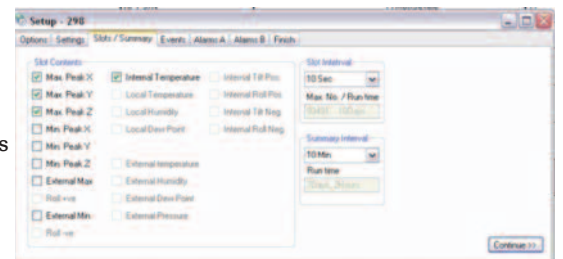 Setup - 298
Options Settings Slots / Summary Events Alarms A Alarms B Finish
Slot Contents
Max. Peak X Internal Temperature Internal Tilt Pos
Max. Peak Y Local Temperature Internal Roll Pos
Max. Peak Z Local Humidity Internal Tilt Neg
Min. Peak X Local Dew Point Internal Roll Neg
Min. Peak Y
Min. Peak Z External temperature
External Max External Humidity
Roll +ve External Dew Point
External Min External Pressure
Roll -ve
Slot Interval
10 Sec
Max. No. / Run time
Summary Interval
10 Min
Run time
Continue >>
s